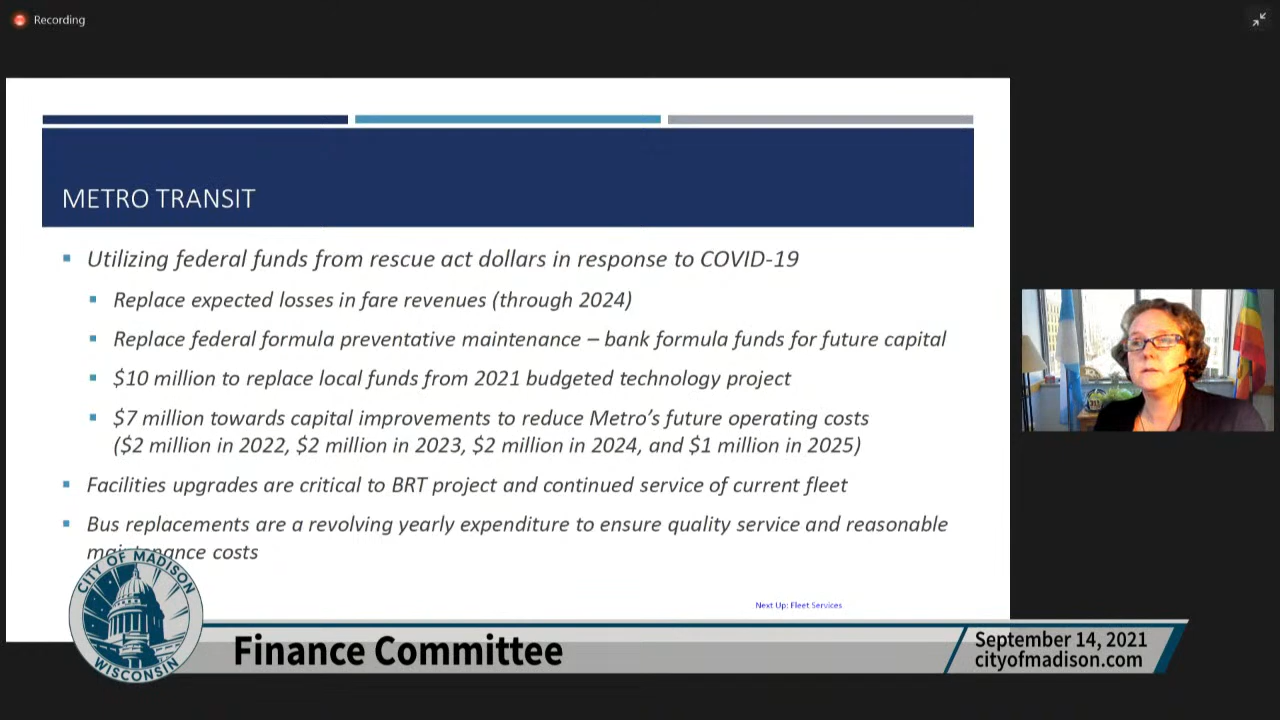 Recording
METRO TRANSIT
Utilizing federal funds from rescue act dollars in response to COVID-19
Replace expected losses in fare revenues (through 2024)
Replace federal formula preventative maintenance – bank formula funds for future capital
$10 million to replace local funds from 2021 budgeted technology project
$7 million towards capital improvements to reduce Metro's future operating costs
($2 million in 2022, $2 million in 2023, $2 million in 2024, and $1 million in 2025)
Facilities upgrades are critical to BRT project and continued service of current fleet
Bus replacements are a revolving yearly expenditure to ensure quality service and reasonable
maintenance costs
Next Up: Fleet Services
CITY OF MADISON
WISCONSIN
Finance Committee
September 14, 2021
cityofmadison.com